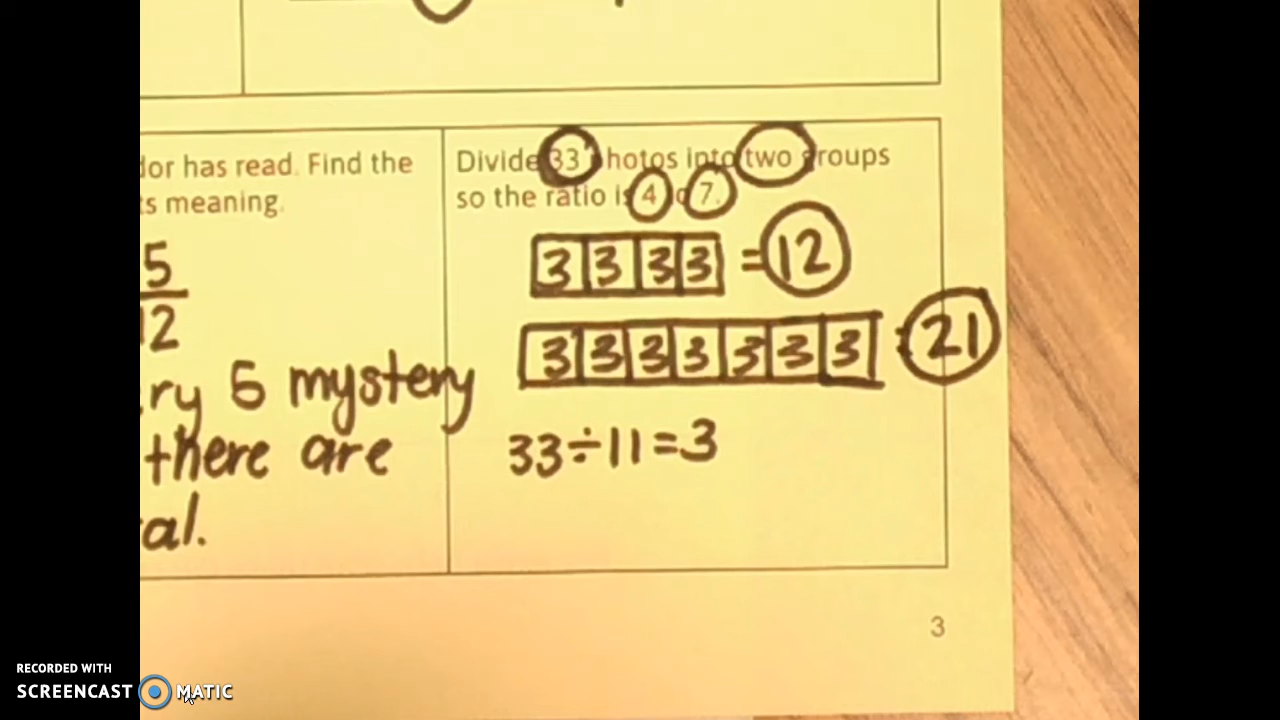 dor has read. Find the
s meaning.
5
12
ry 5 mystery
there are
al.
Divide 33 photos into two groups
so the ratio is 4 to 7.
3 3 3 3 = 12
3 3 3 3 3 3 3 = 21
33÷11=3
3
RECORDED WITH
SCREENCAST MATIC